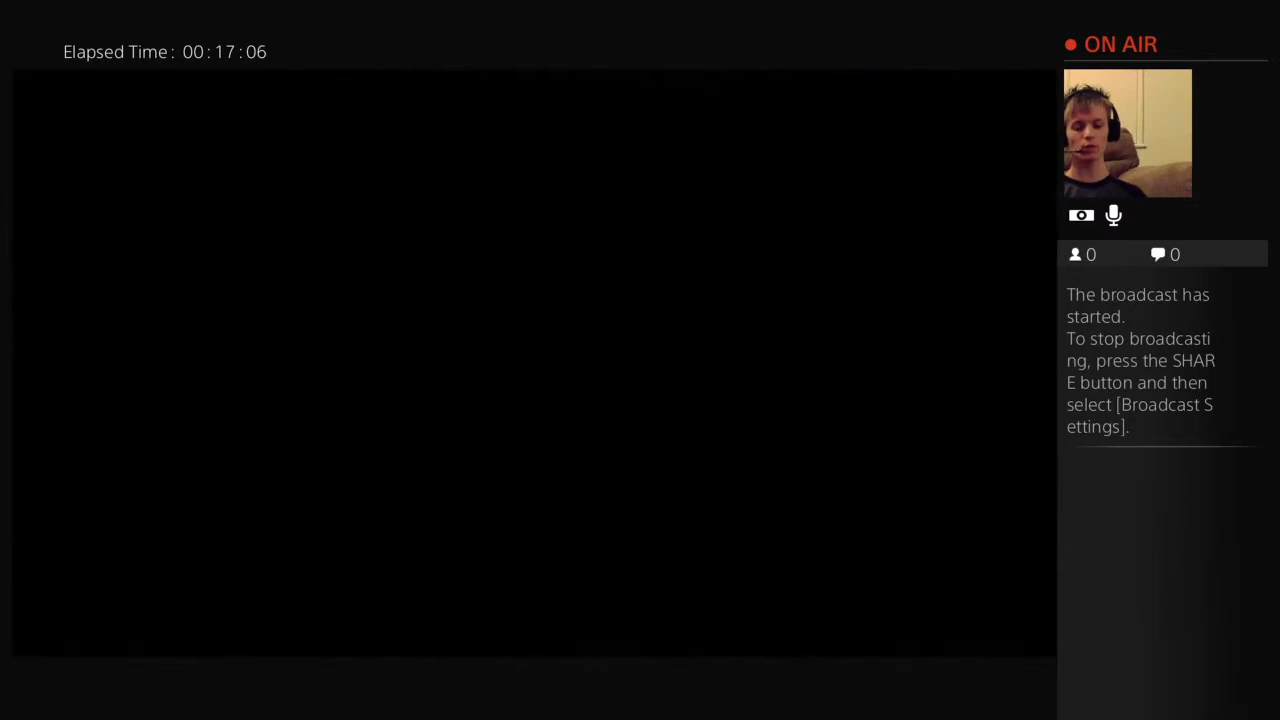 Elapsed Time: 00:17:06
ON AIR
0 0
The broadcast has
started.
To stop broadcasti
ng, press the SHAR
E button and then
select [Broadcast S
ettings].